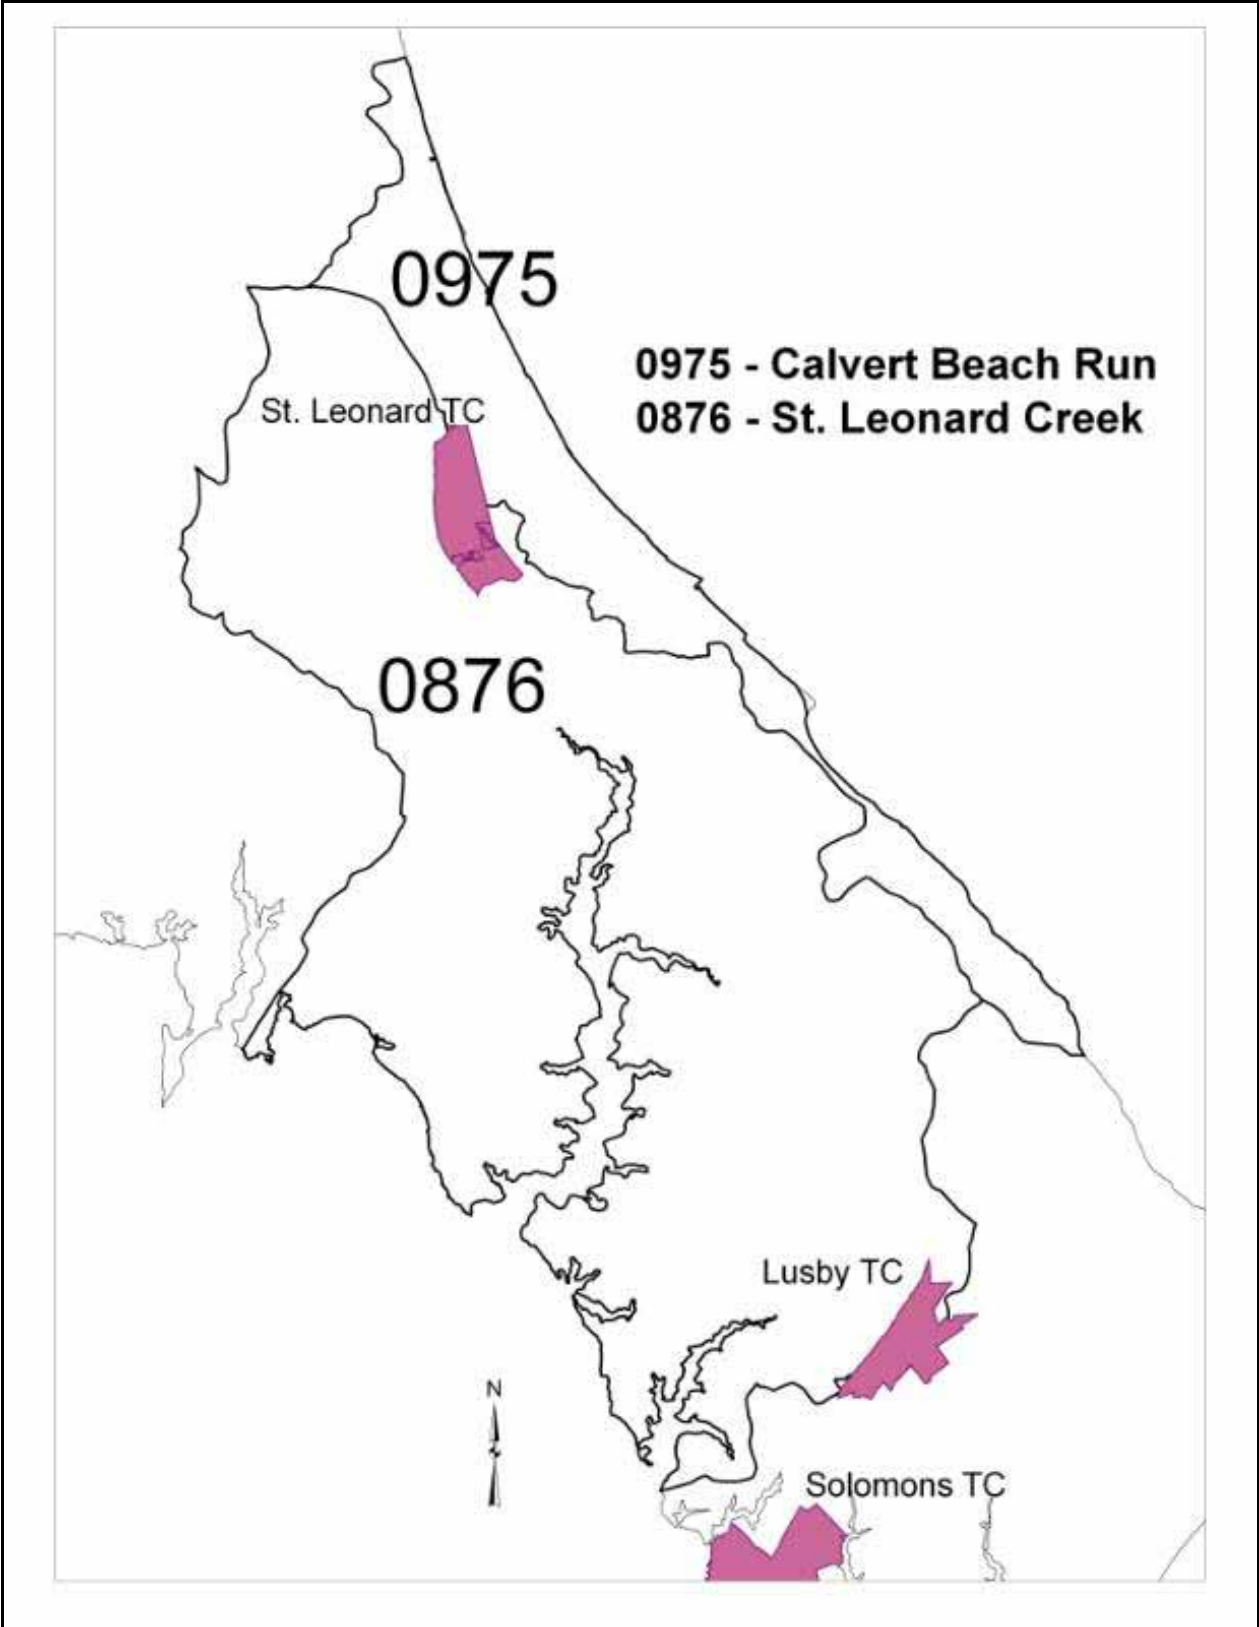 0975
0975 - Calvert Beach Run
0876 - St. Leonard Creek
St. Leonard TC
0876
Lusby TC
N
Solomons TC